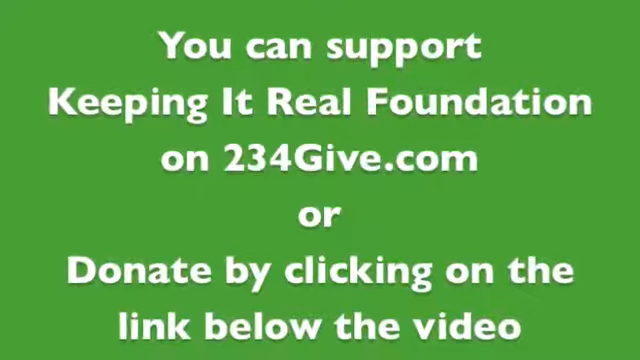 You can support
Keeping It Real Foundation
on 234Give.com
or
Donate by clicking on the
link below the video